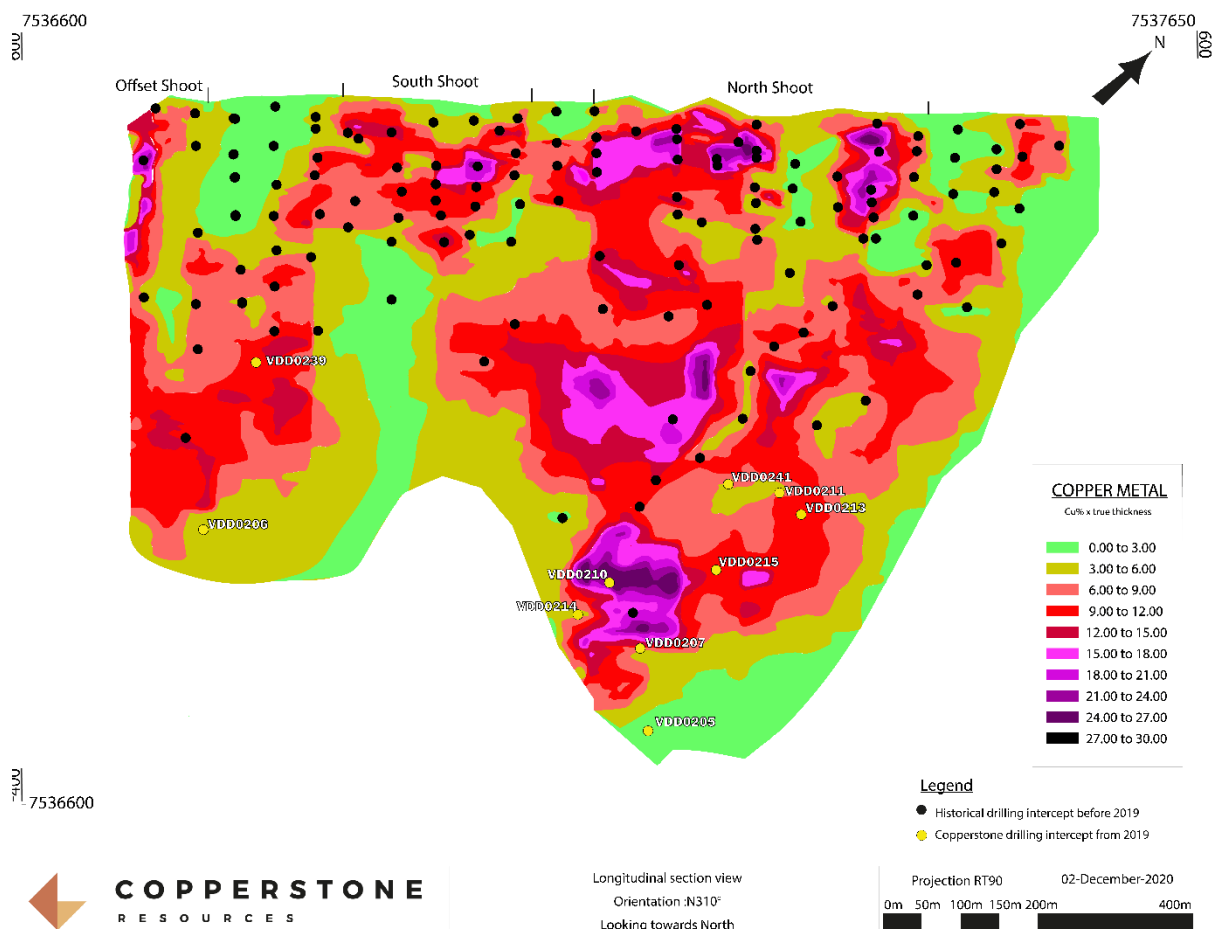 7536600
7537650
600
600
N
Offset Shoot
South Shoot
North Shoot
VDD0239
VDD0241
VDD0211
VDD0213
VDD0206
VDD0215
VDD0210
VDD0214
VDD0207
VDD0205
COPPER METAL
Cu% x true thickness
0.00 to 3.00
3.00 to 6.00
6.00 to 9.00
9.00 to 12.00
12.00 to 15.00
15.00 to 18.00
18.00 to 21.00
21.00 to 24.00
24.00 to 27.00
27.00 to 30.00
-400
7536600
Legend
Historical drilling intercept before 2019
Copperstone drilling intercept from 2019
COPPERSTONE
RESOURCES
Longitudinal section view
Orientation :N310°
Looking towards North
Projection RT90 02-December-2020
0m 50m 100m 150m 200m 400m